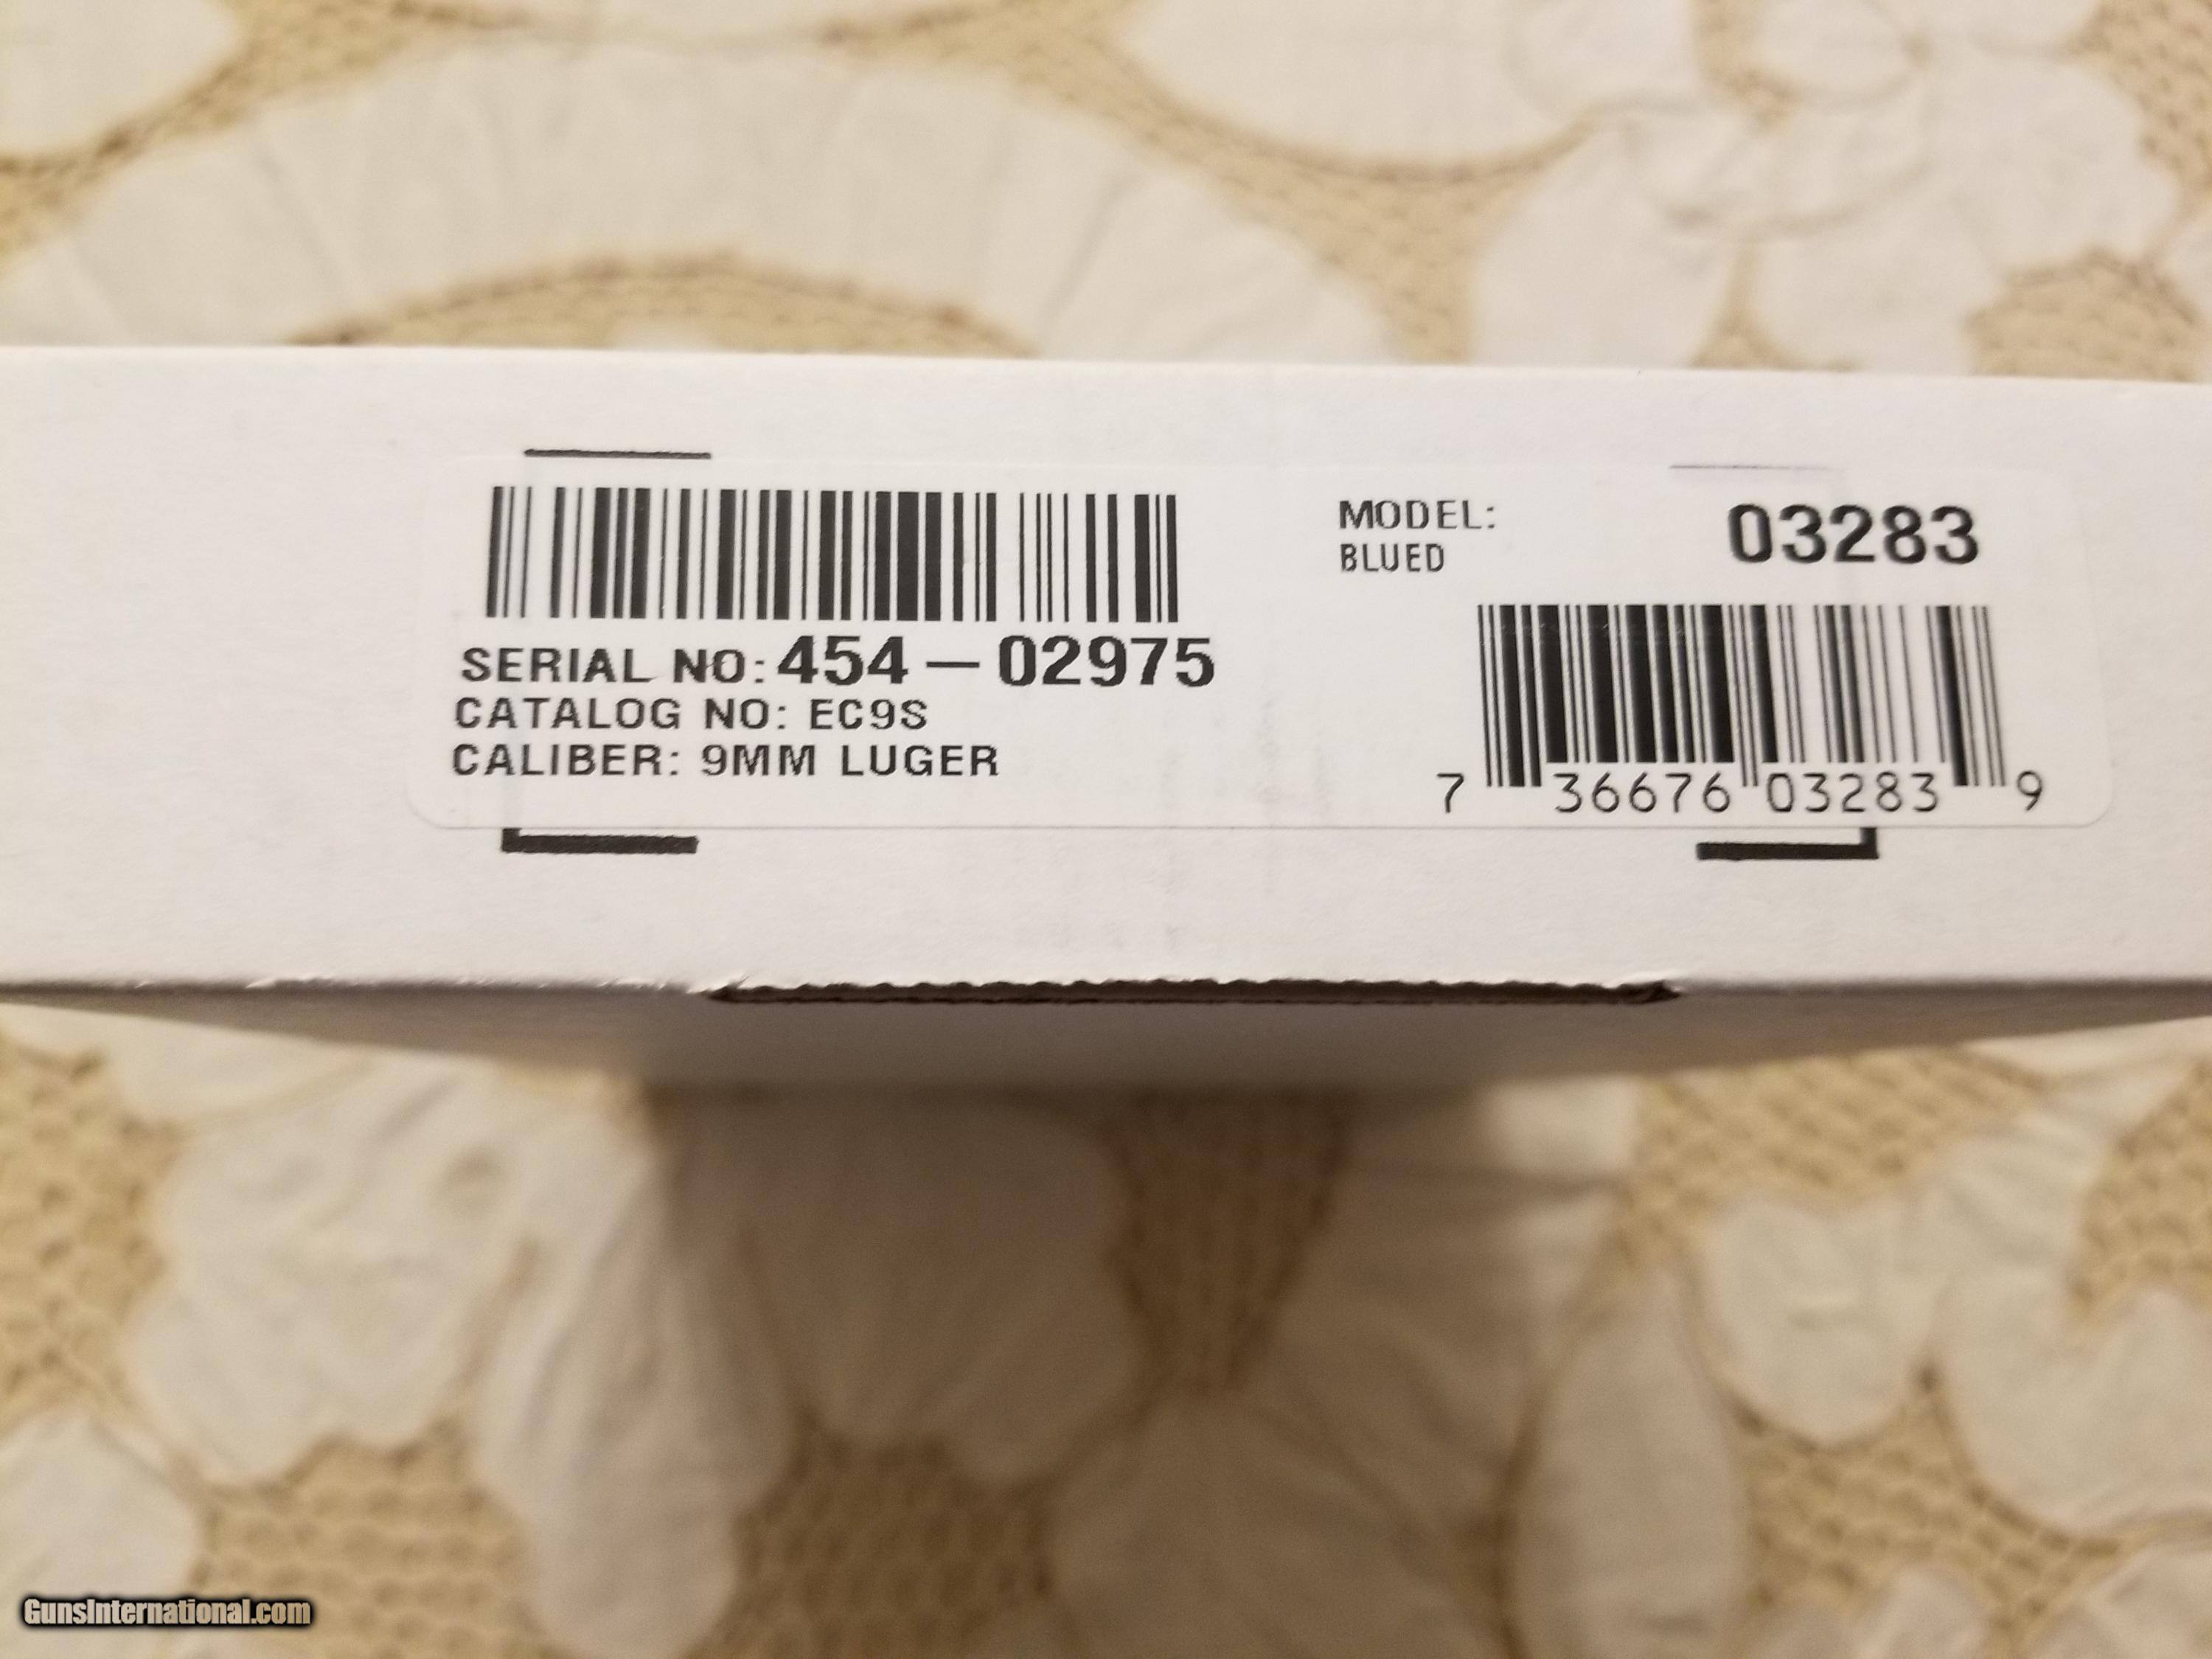 SERIAL NO: 454-02975
CATALOG NO: EC9S
CALIBER: 9MM LUGER
MODEL: 03283
BLUED
7 36676 03283 9
GunsInternational.com